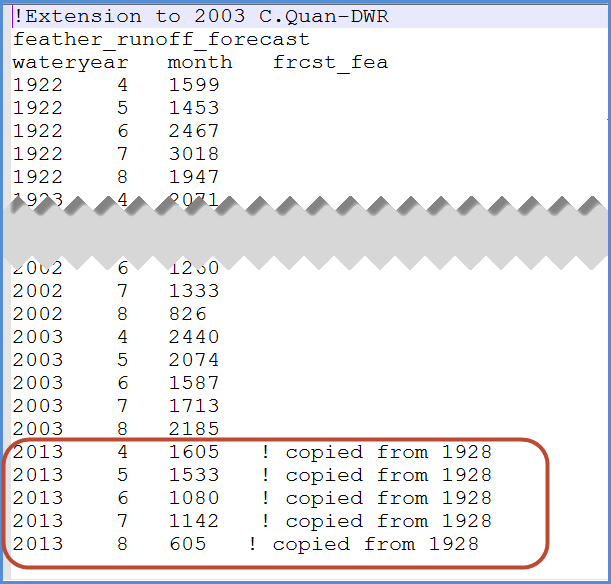 !Extension to 2003 C.Quan-DWR
feather_runoff_forecast
wateryear month frcst_fea
1922 4 1599
1922 5 1453
1922 6 2467
1922 7 3018
1922 8 1947
1923 4 2071
2002 6 1260
2002 7 1333
2002 8 826
2003 4 2440
2003 5 2074
2003 6 1587
2003 7 1713
2003 8 2185
2013 4 1605 ! copied from 1928
2013 5 1533 ! copied from 1928
2013 6 1080 ! copied from 1928
2013 7 1142 ! copied from 1928
2013 8 605 ! copied from 1928